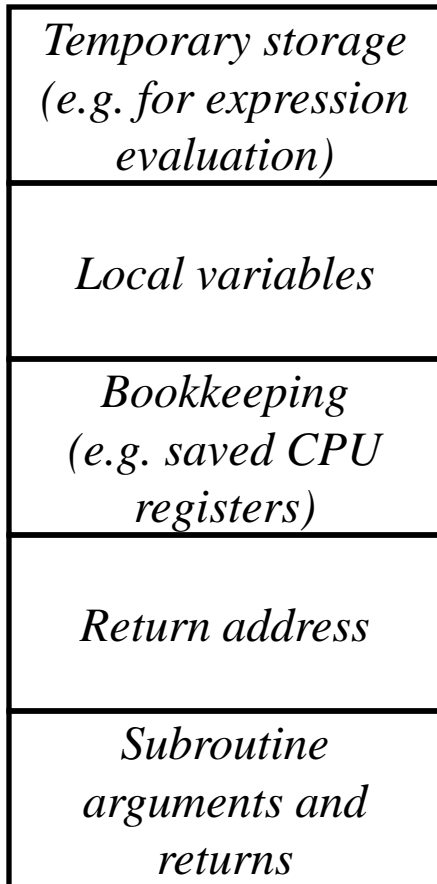 Temporary storage
(e.g. for expression
evaluation)
Local variables
Bookkeeping
(e.g. saved CPU
registers)
Return address
Subroutine
arguments and
returns